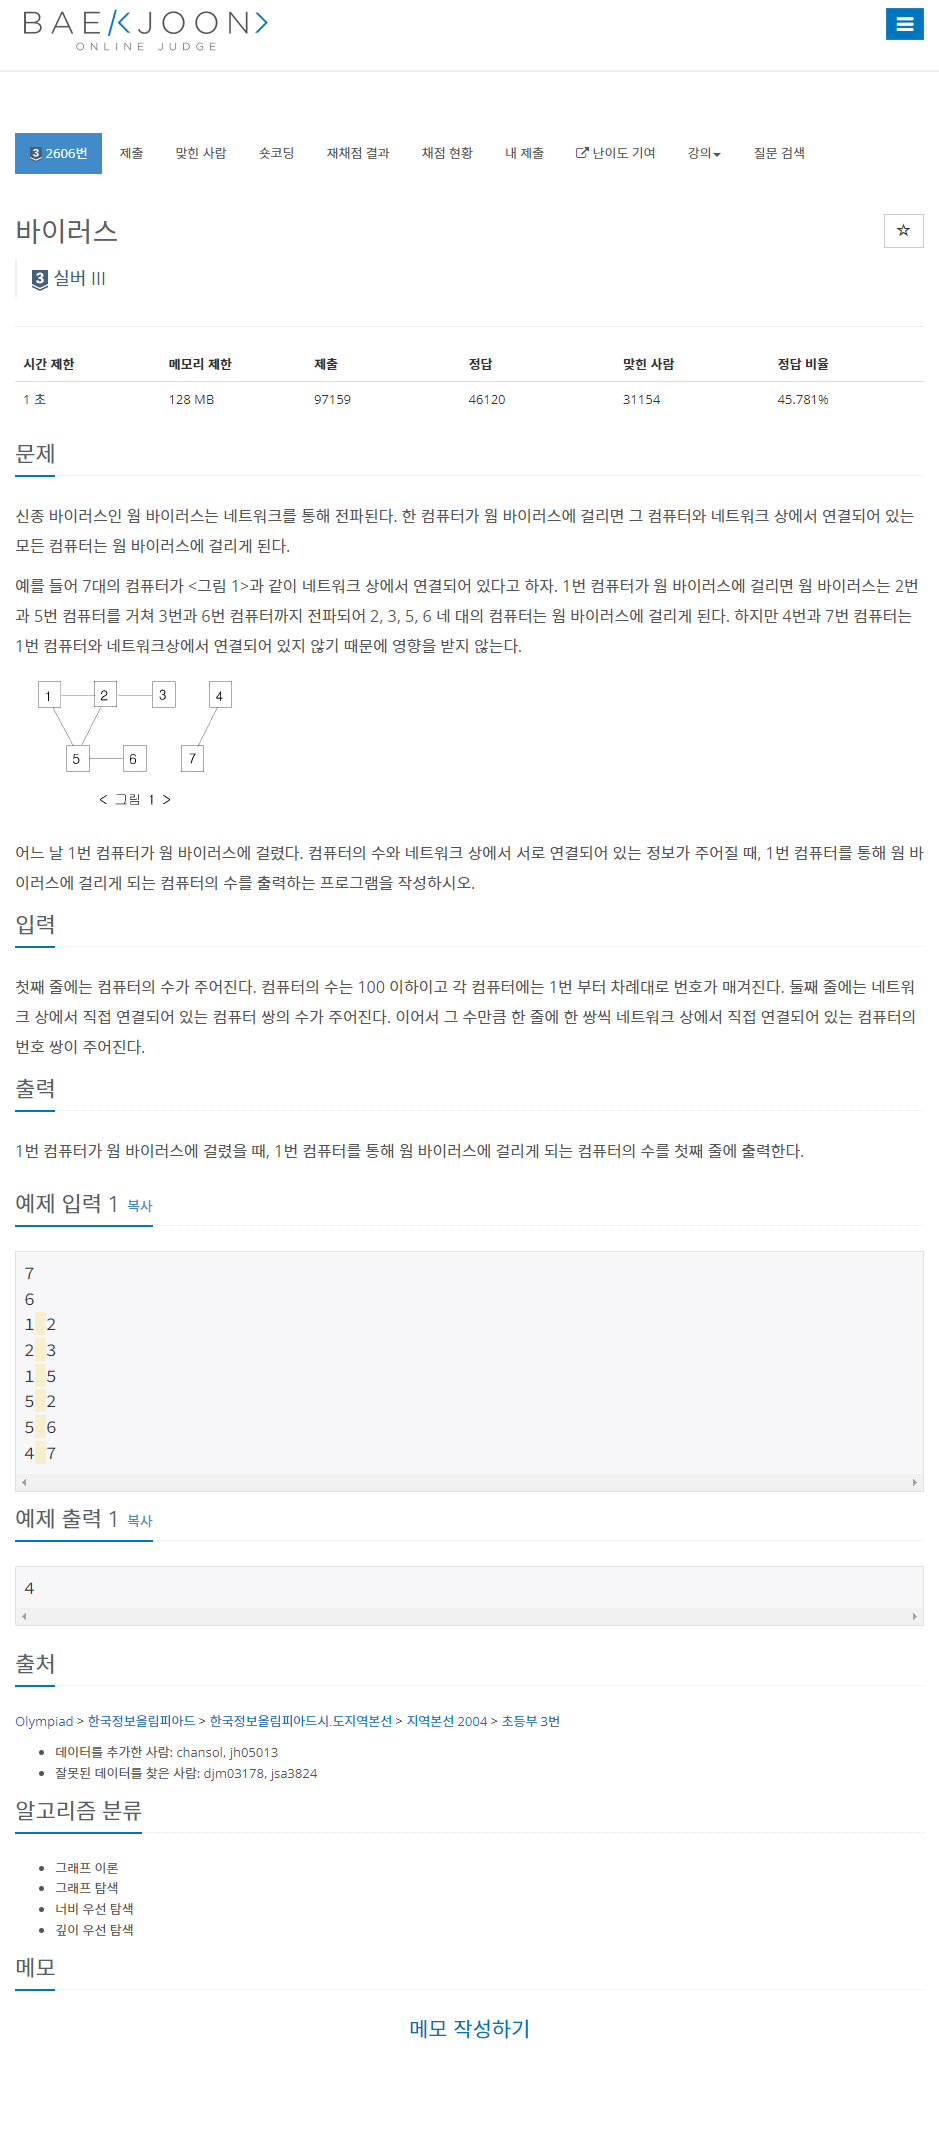 BAEKJOON>
ONLINE JUDGE
3 2606번 제출 맞힌 사람 숏코딩 재채점 결과 채점 현황 내 제출 난이도 기여 강의 질문 검색
바이러스
3 실버 III
시간 제한 메모리 제한 제출 정답 맞힌 사람 정답 비율
1 초 128 MB 97159 46120 31154 45.781%
문제
신종 바이러스인 웜 바이러스는 네트워크를 통해 전파된다. 한 컴퓨터가 웜 바이러스에 걸리면 그 컴퓨터와 네트워크 상에서 연결되어 있는
모든 컴퓨터는 웜 바이러스에 걸리게 된다.
예를 들어 7대의 컴퓨터가 <그림 1>과 같이 네트워크 상에서 연결되어 있다고 하자. 1번 컴퓨터가 웜 바이러스에 걸리면 웜 바이러스는 2번
과 5번 컴퓨터를 거쳐 3번과 6번 컴퓨터까지 전파되어 2, 3, 5, 6 네 대의 컴퓨터는 웜 바이러스에 걸리게 된다. 하지만 4번과 7번 컴퓨터는
1번 컴퓨터와 네트워크상에서 연결되어 있지 않기 때문에 영향을 받지 않는다.
1 2 3 4
5 6 7
< 그림 1 >
어느 날 1번 컴퓨터가 웜 바이러스에 걸렸다. 컴퓨터의 수와 네트워크 상에서 서로 연결되어 있는 정보가 주어질 때, 1번 컴퓨터를 통해 웜 바
이러스에 걸리게 되는 컴퓨터의 수를 출력하는 프로그램을 작성하시오.
입력
첫째 줄에는 컴퓨터의 수가 주어진다. 컴퓨터의 수는 100 이하이고 각 컴퓨터에는 1번 부터 차례대로 번호가 매겨진다. 둘째 줄에는 네트워
크 상에서 직접 연결되어 있는 컴퓨터 쌍의 수가 주어진다. 이어서 그 수만큼 한 줄에 한 쌍씩 네트워크 상에서 직접 연결되어 있는 컴퓨터의
번호 쌍이 주어진다.
출력
1번 컴퓨터가 웜 바이러스에 걸렸을 때, 1번 컴퓨터를 통해 웜 바이러스에 걸리게 되는 컴퓨터의 수를 첫째 줄에 출력한다.
예제 입력 1 복사
7
6
1 2
2 3
1 5
5 2
5 6
4 7
예제 출력 1 복사
4
출처
Olympiad > 한국정보올림피아드 > 한국정보올림피아드시.도지역본선 > 지역본선 2004 > 초등부 3번
데이터를 추가한 사람: chansol, jh05013
잘못된 데이터를 찾은 사람: djm03178, jsa3824
알고리즘 분류
그래프 이론
그래프 탐색
너비 우선 탐색
깊이 우선 탐색
메모
메모 작성하기